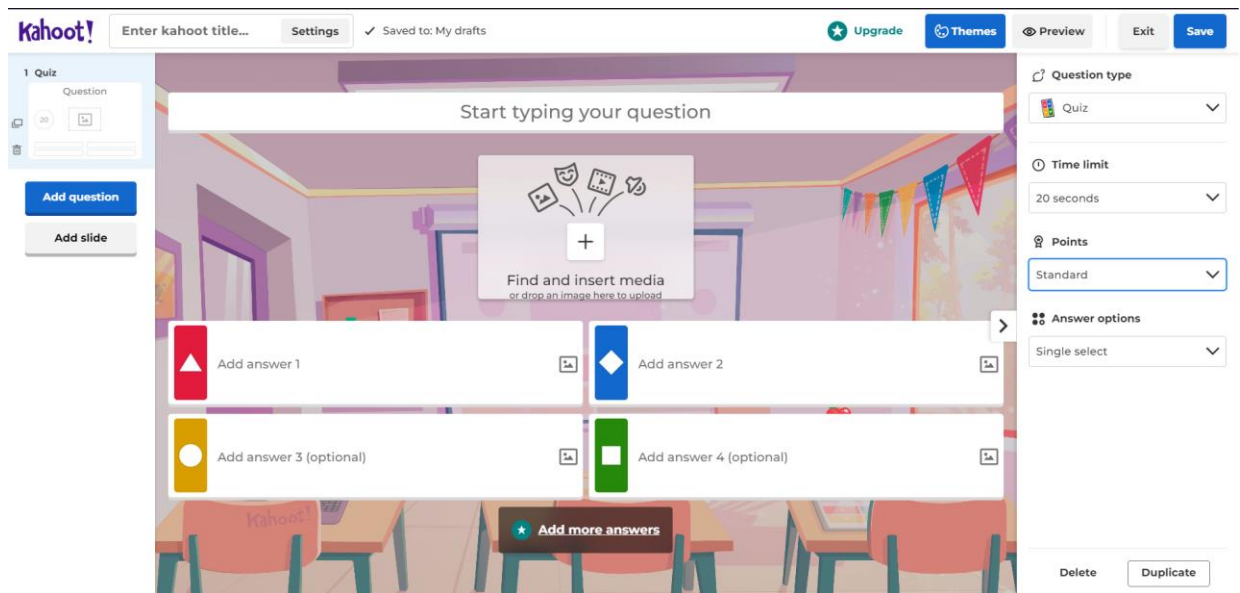 Kahoot!
Enter kahoot title...
Settings
Saved to: My drafts
Upgrade
Themes
Preview
Exit
Save
1 Quiz
Question
20
Add question
Add slide
Start typing your question
Find and insert media
or drop an image here to upload
Add answer 1
Add answer 2
Add answer 3 (optional)
Add answer 4 (optional)
Kahoot!
Add more answers
Question type
Quiz
Time limit
20 seconds
Points
Standard
Answer options
Single select
Delete
Duplicate